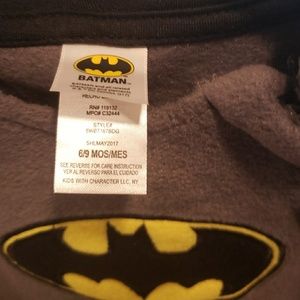 BATMAN
RN# 119132
MPO# C32444
STYLE#
SHLMAY2017
6/9 MOS/MES
SEE REVERSE FOR CARE INSTRUCTION
VER AL REVERSO PARA EL CUIDADO
KIDS WITH CHARACTER LLC, NY